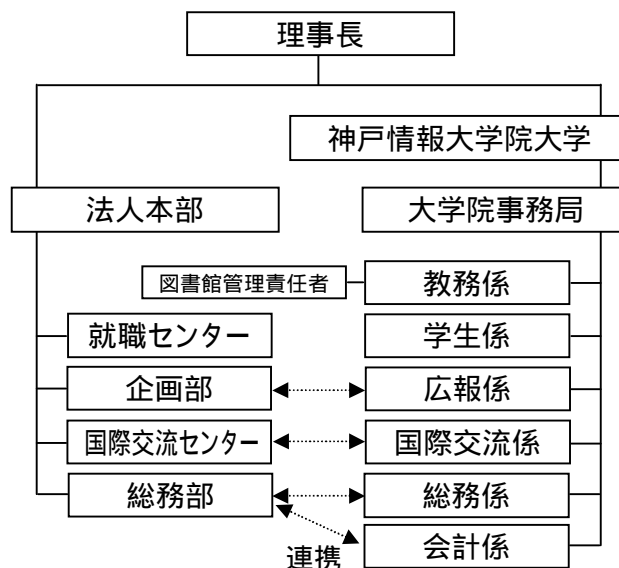 理事長
神戸情報大学院大学
法人本部
大学院事務局
図書館管理責任者
教務係
就職センター
学生係
企画部
広報係
国際交流センター
国際交流係
総務部
総務係
連携
会計係